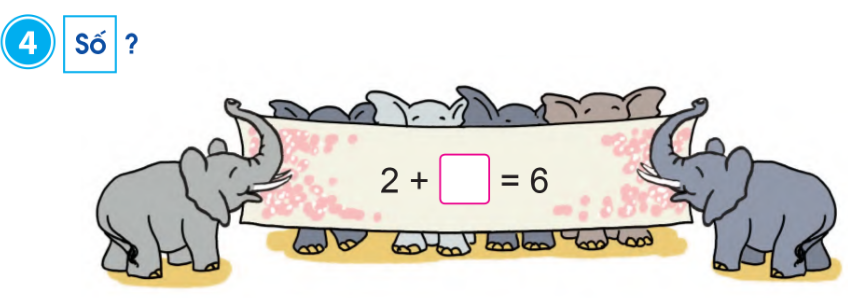 4 Số ?
2 + □ = 6